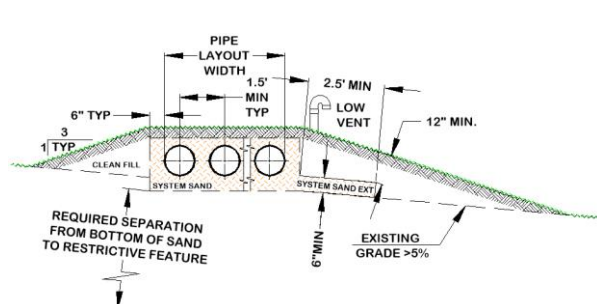 PIPE
LAYOUT
WIDTH
1.5'
MIN
TYP
2.5' MIN
LOW
VENT
6" TYP
12" MIN.
3
1 TYP
CLEAN FILL
SYSTEM SAND
SYSTEM SAND EXT
REQUIRED SEPARATION
FROM BOTTOM OF SAND
TO RESTRICTIVE FEATURE
6"MIN
EXISTING
GRADE >5%